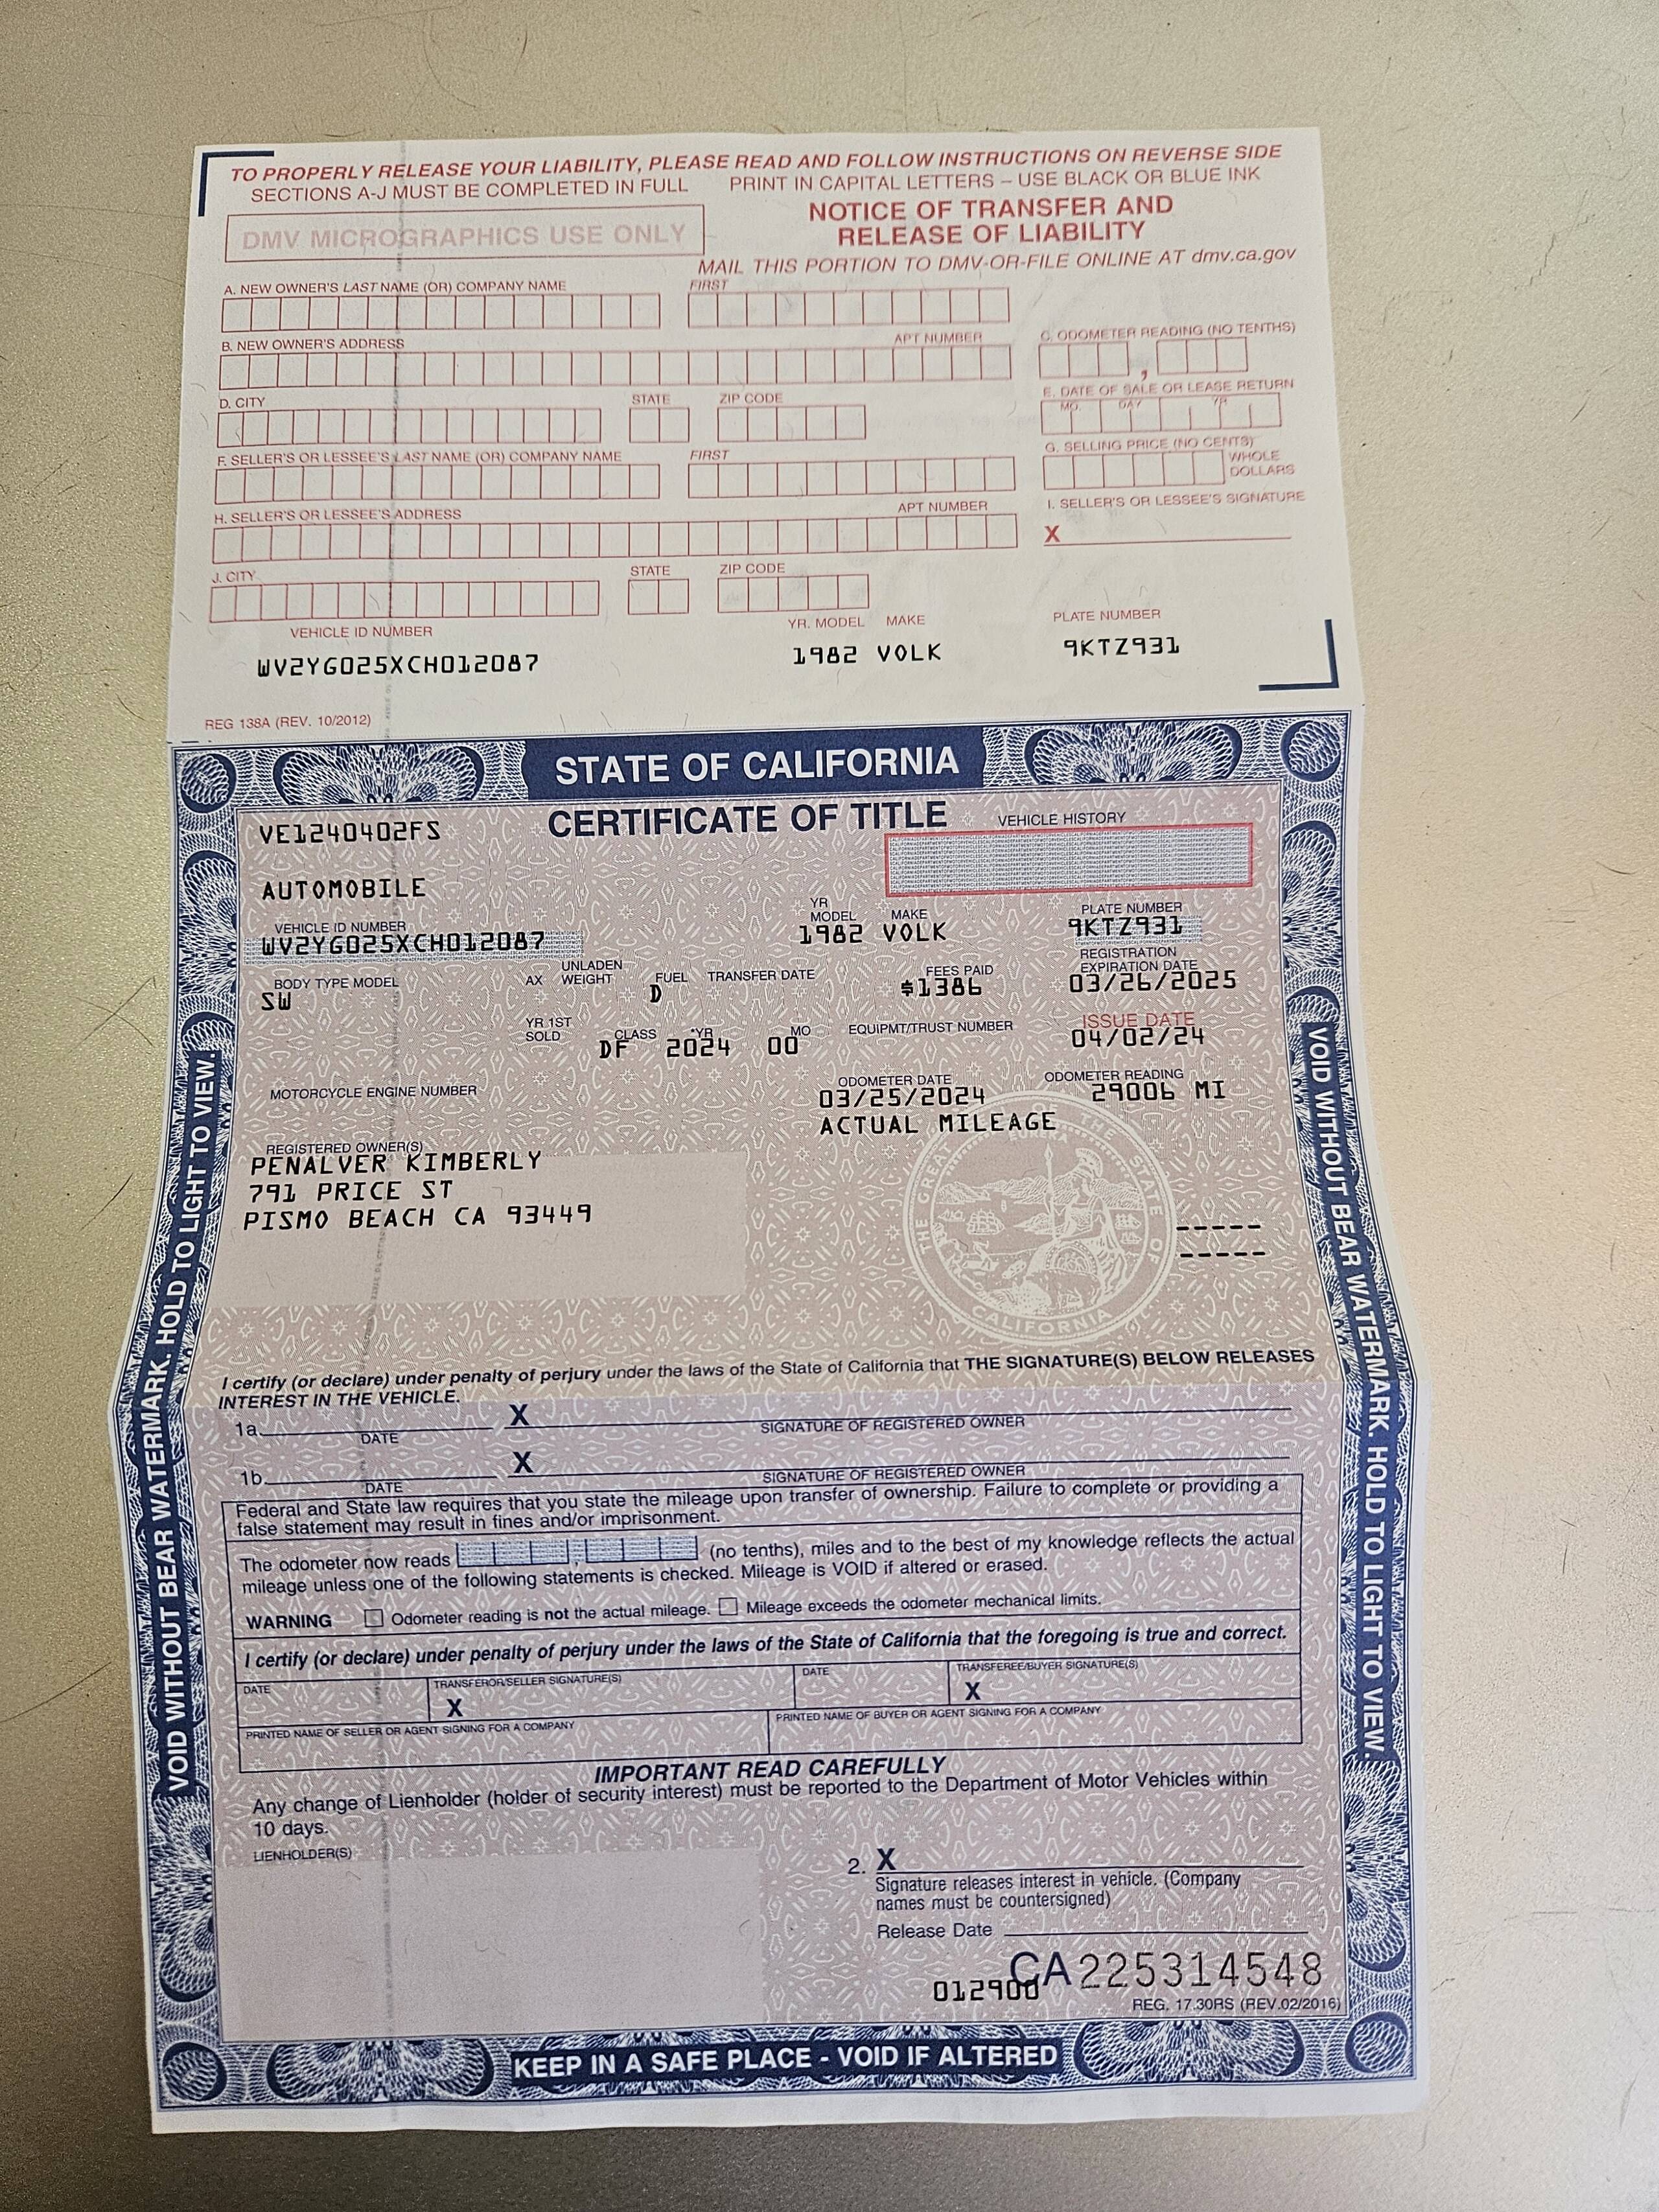 TO PROPERLY RELEASE YOUR LIABILITY, PLEASE READ AND FOLLOW INSTRUCTIONS ON REVERSE SIDE
SECTIONS A-J MUST BE COMPLETED IN FULL PRINT IN CAPITAL LETTERS – USE BLACK OR BLUE INK
DMV MICROGRAPHICS USE ONLY
NOTICE OF TRANSFER AND
RELEASE OF LIABILITY
MAIL THIS PORTION TO DMV-OR-FILE ONLINE AT dmv.ca.gov
A. NEW OWNER'S LAST NAME (OR) COMPANY NAME FIRST
B. NEW OWNER'S ADDRESS APT NUMBER C. ODOMETER READING (NO TENTHS)
,
D. CITY STATE ZIP CODE E. DATE OF SALE OR LEASE RETURN
MO. DAY YR.
F. SELLER'S OR LESSEE'S LAST NAME (OR) COMPANY NAME FIRST G. SELLING PRICE (NO CENTS)
WHOLE
DOLLARS
H. SELLER'S OR LESSEE'S ADDRESS APT NUMBER I. SELLER'S OR LESSEE'S SIGNATURE
X
J. CITY STATE ZIP CODE
VEHICLE ID NUMBER YR. MODEL MAKE PLATE NUMBER
WV2YG025XCH012087 1982 VOLK 9KTZ931
REG 138A (REV. 10/2012)
STATE OF CALIFORNIA
CERTIFICATE OF TITLE
VE1240402FS
VEHICLE HISTORY
AUTOMOBILE
VEHICLE ID NUMBER YR MODEL MAKE PLATE NUMBER
WV2YG025XCH012087 1982 VOLK 9KTZ931
BODY TYPE MODEL AX UNLADEN WEIGHT FUEL TRANSFER DATE FEES PAID REGISTRATION EXPIRATION DATE
SW D $1386 03/26/2025
YR 1ST SOLD CLASS *YR MO EQUIPMT/TRUST NUMBER ISSUE DATE
DF 2024 00 04/02/24
MOTORCYCLE ENGINE NUMBER ODOMETER DATE ODOMETER READING
03/25/2024 29006 MI
ACTUAL MILEAGE
REGISTERED OWNER(S)
PENALVER KIMBERLY
791 PRICE ST
PISMO BEACH CA 93449
-----
-----
THE GREAT SEAL OF THE STATE OF CALIFORNIA
EUREKA
I certify (or declare) under penalty of perjury under the laws of the State of California that THE SIGNATURE(S) BELOW RELEASES
INTEREST IN THE VEHICLE.
1a. X
DATE SIGNATURE OF REGISTERED OWNER
1b. X
DATE SIGNATURE OF REGISTERED OWNER
Federal and State law requires that you state the mileage upon transfer of ownership. Failure to complete or providing a
false statement may result in fines and/or imprisonment.
The odometer now reads , (no tenths), miles and to the best of my knowledge reflects the actual
mileage unless one of the following statements is checked. Mileage is VOID if altered or erased.
WARNING Odometer reading is not the actual mileage. Mileage exceeds the odometer mechanical limits.
I certify (or declare) under penalty of perjury under the laws of the State of California that the foregoing is true and correct.
DATE TRANSFEROR/SELLER SIGNATURE(S) DATE TRANSFEREE/BUYER SIGNATURE(S)
X X
PRINTED NAME OF SELLER OR AGENT SIGNING FOR A COMPANY PRINTED NAME OF BUYER OR AGENT SIGNING FOR A COMPANY
IMPORTANT READ CAREFULLY
Any change of Lienholder (holder of security interest) must be reported to the Department of Motor Vehicles within
10 days.
LIENHOLDER(S)
2. X
Signature releases interest in vehicle. (Company
names must be countersigned)
Release Date
CA225314548
012900
REG. 17.30RS (REV.02/2016)
KEEP IN A SAFE PLACE - VOID IF ALTERED
VOID WITHOUT BEAR WATERMARK. HOLD TO LIGHT TO VIEW.
VOID WITHOUT BEAR WATERMARK. HOLD TO LIGHT TO VIEW.